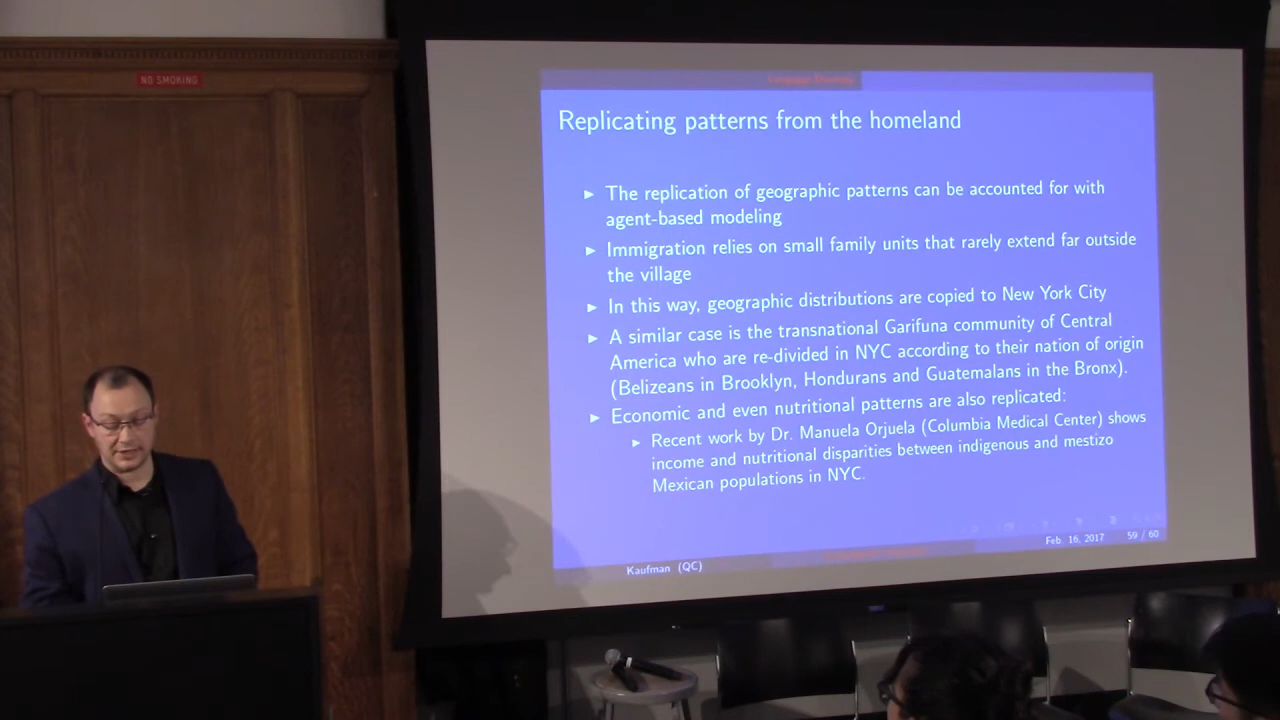 NO SMOKING
Replicating patterns from the homeland
► The replication of geographic patterns can be accounted for with
agent-based modeling
► Immigration relies on small family units that rarely extend far outside
the village
► In this way, geographic distributions are copied to New York City
► A similar case is the transnational Garifuna community of Central
America who are re-divided in NYC according to their nation of origin
(Belizeans in Brooklyn, Hondurans and Guatemalans in the Bronx).
► Economic and even nutritional patterns are also replicated:
► Recent work by Dr. Manuela Orjuela (Columbia Medical Center) shows
income and nutritional disparities between indigenous and mestizo
Mexican populations in NYC.
Kaufman (QC)
Feb. 16, 2017 59 / 60